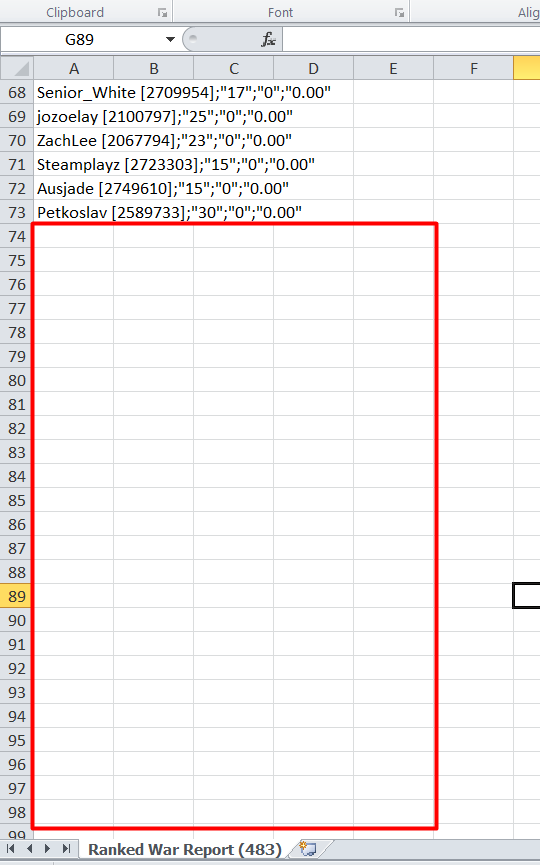 Clipboard Font Alig
G89 fx
A B C D E F
68 Senior_White [2709954];"17";"0";"0.00"
69 jozoelay [2100797];"25";"0";"0.00"
70 ZachLee [2067794];"23";"0";"0.00"
71 Steamplayz [2723303];"15";"0";"0.00"
72 Ausjade [2749610];"15";"0";"0.00"
73 Petkoslav [2589733];"30";"0";"0.00"
74
75
76
77
78
79
80
81
82
83
84
85
86
87
88
89
90
91
92
93
94
95
96
97
98
99
Ranked War Report (483)